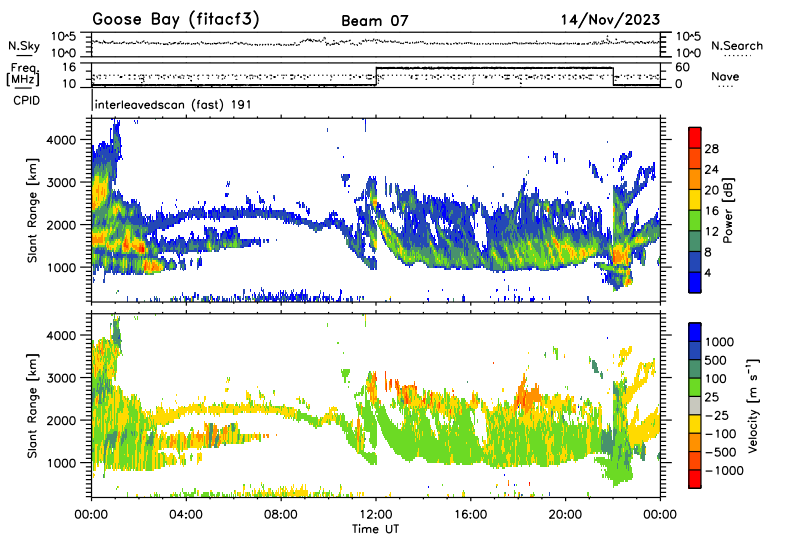 Goose Bay (fitacf3) Beam 07 14/Nov/2023
N.Sky 10^5 10^0 10^5 10^0 N.Search
Freq. [MHz] 16 10 60 0 Nave
CPID interleavedscan (fast) 191
Slant Range [km] 4000 3000 2000 1000
Power [dB] 28 24 20 16 12 8 4
Slant Range [km] 4000 3000 2000 1000
Velocity [m s⁻¹] 1000 500 100 25 −25 −100 −500 −1000
00:00 04:00 08:00 12:00 16:00 20:00 00:00
Time UT